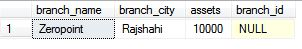 branch_name branch_city assets branch_id
1 Zeropoint Rajshahi 10000 NULL